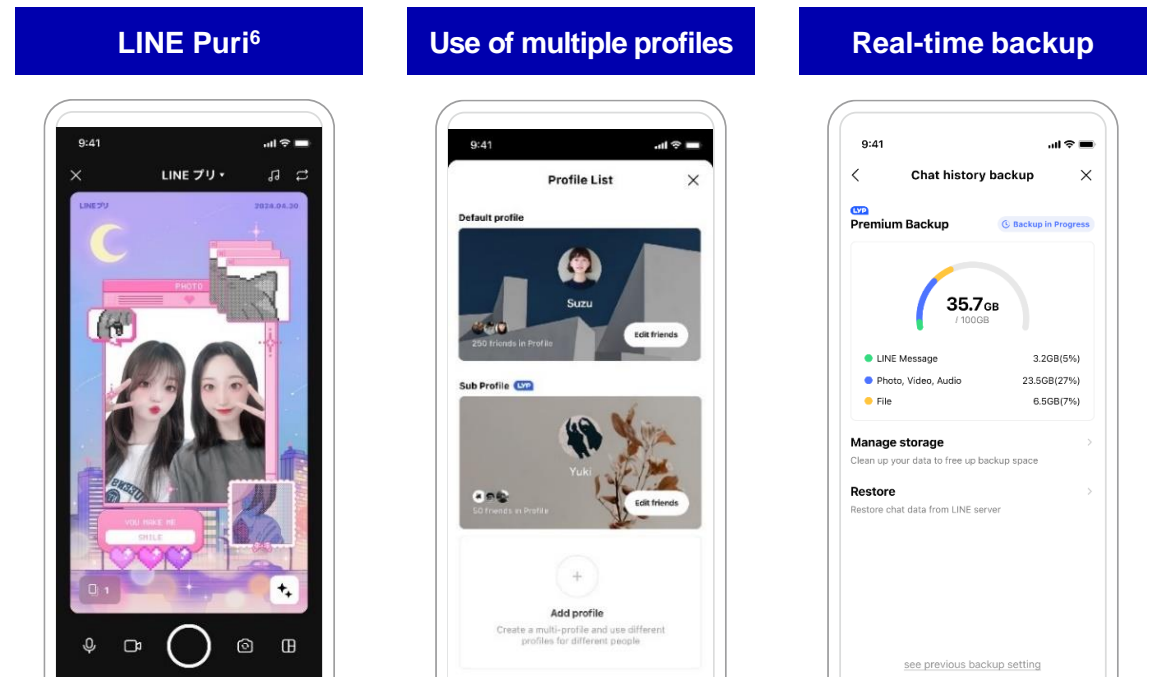 LINE Puri6
Use of multiple profiles
Real-time backup
9:41
LINE プリ
LINEプリ
2024.04.20
PHOTO
YOU MAKE ME
SMILE
1
9:41
Profile List
Default profile
Suzu
250 friends in Profile
Edit friends
Sub Profile LYP
Yuki
50 friends in Profile
Edit friends
Add profile
Create a multi-profile and use different
profiles for different people
9:41
Chat history backup
LYP
Premium Backup
Backup in Progress
35.7GB
/ 100GB
LINE Message 3.2GB(5%)
Photo, Video, Audio 23.5GB(27%)
File 6.5GB(7%)
Manage storage
Clean up your data to free up backup space
Restore
Restore chat data from LINE server
see previous backup setting